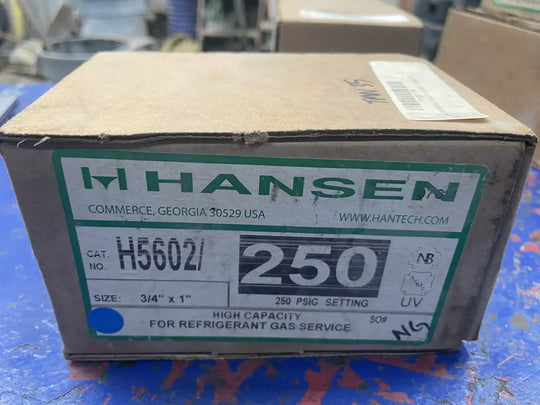 HANSEN
COMMERCE, GEORGIA 30529 USA
WWW.HANTECH.COM
CAT. NO. H5602/ 250
NB
UV
SIZE: 3/4" x 1"
250 PSIG SETTING
HIGH CAPACITY
FOR REFRIGERANT GAS SERVICE
SO#
NG